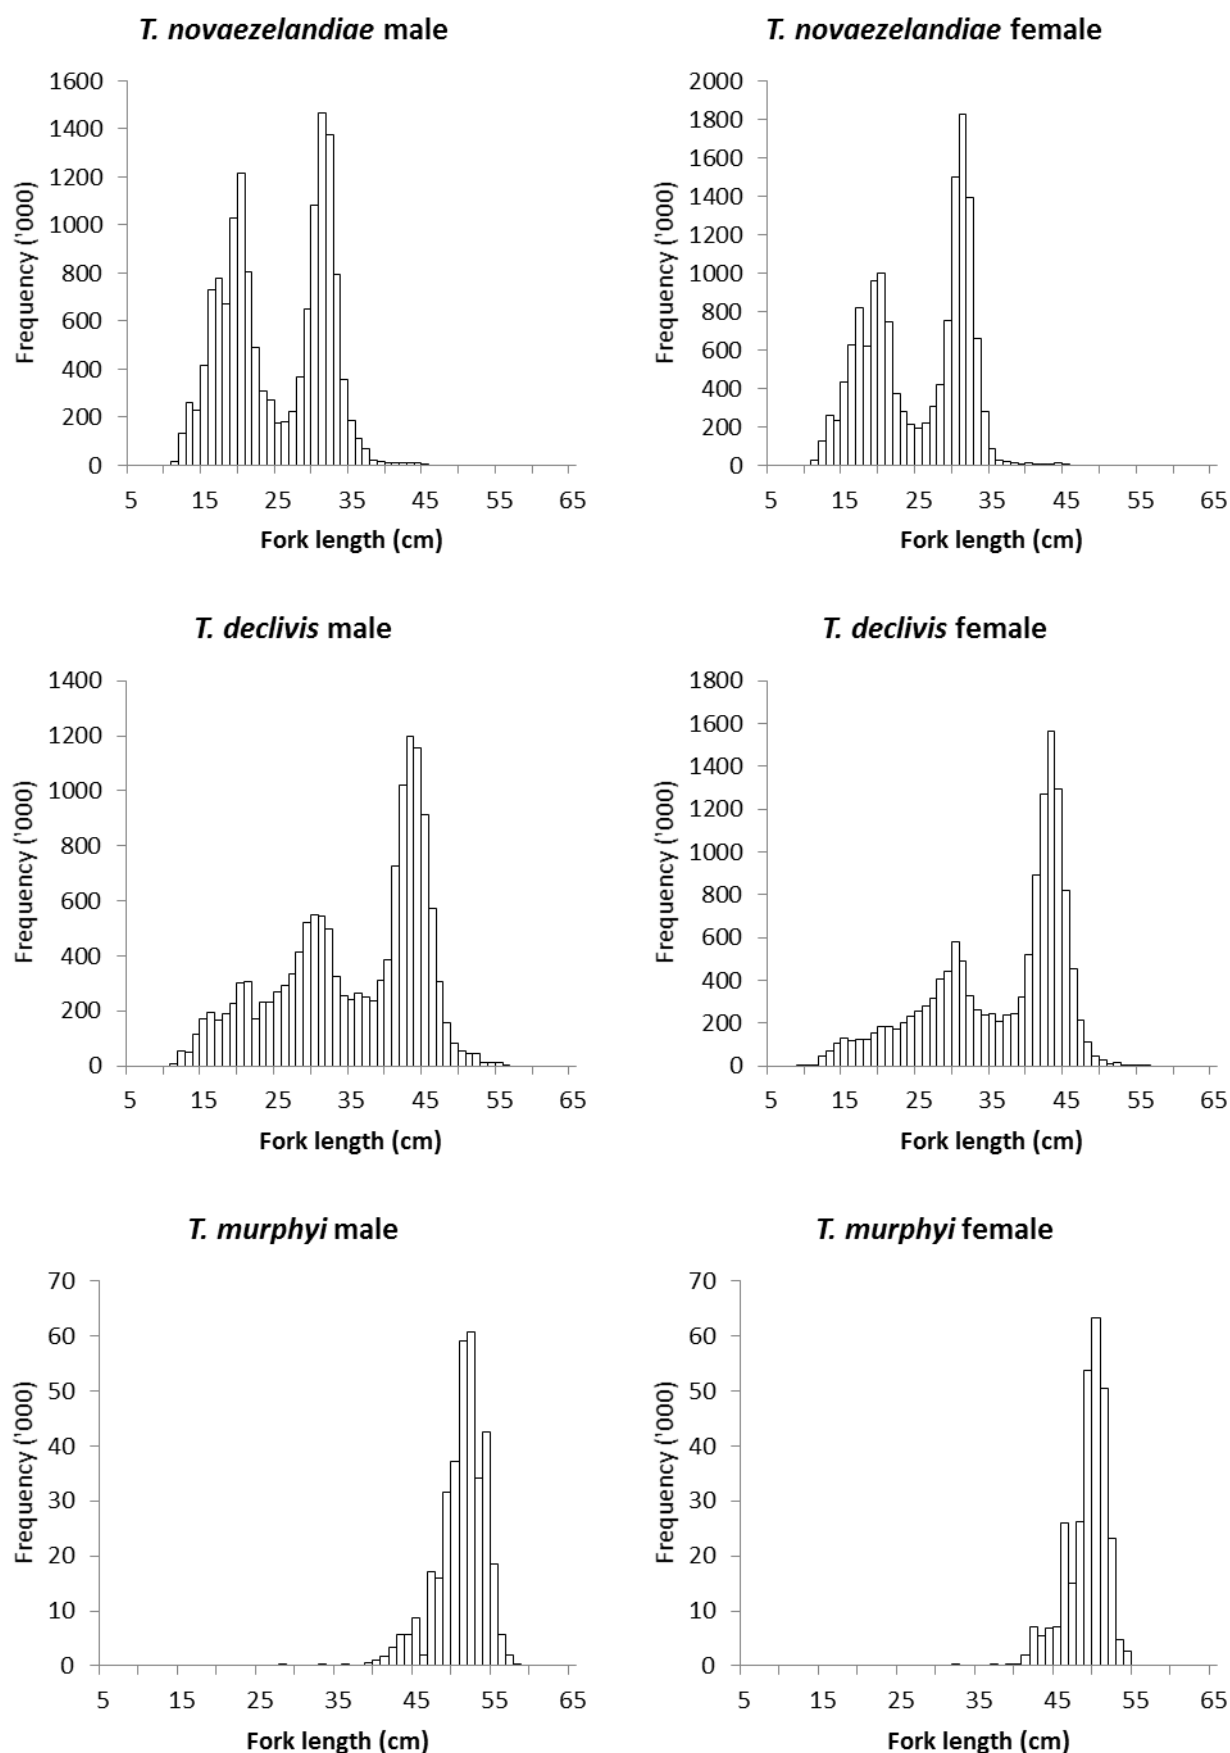 T. novaezelandiae male
1600
1400
1200
1000
800
600
400
200
0
Frequency ('000)
5 15 25 35 45 55 65
Fork length (cm)
T. novaezelandiae female
2000
1800
1600
1400
1200
1000
800
600
400
200
0
Frequency ('000)
5 15 25 35 45 55 65
Fork length (cm)
T. declivis male
1400
1200
1000
800
600
400
200
0
Frequency ('000)
5 15 25 35 45 55 65
Fork length (cm)
T. declivis female
1800
1600
1400
1200
1000
800
600
400
200
0
Frequency ('000)
5 15 25 35 45 55 65
Fork length (cm)
T. murphyi male
70
60
50
40
30
20
10
0
Frequency ('000)
5 15 25 35 45 55 65
Fork length (cm)
T. murphyi female
70
60
50
40
30
20
10
0
Frequency ('000)
5 15 25 35 45 55 65
Fork length (cm)